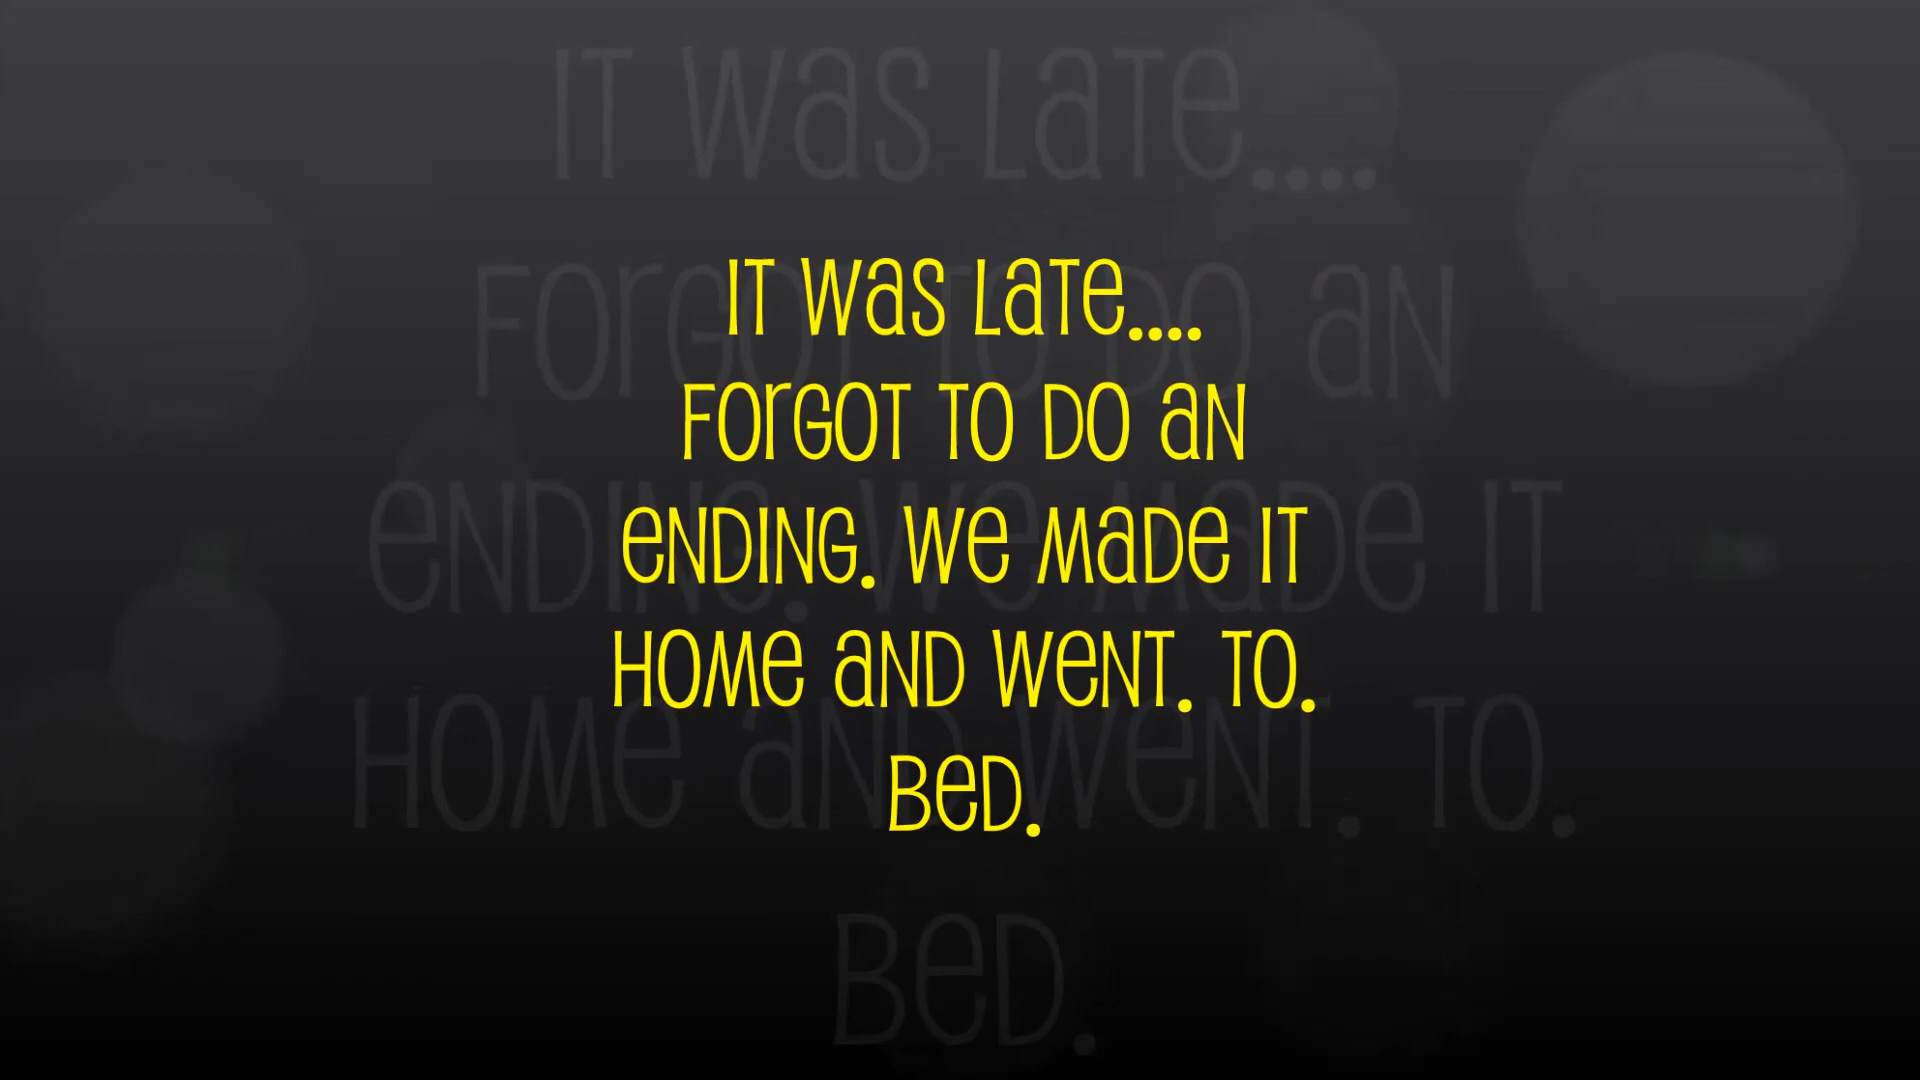 IT was Late....
Forgot to do an
ending. We made it
home and went. to.
bed.